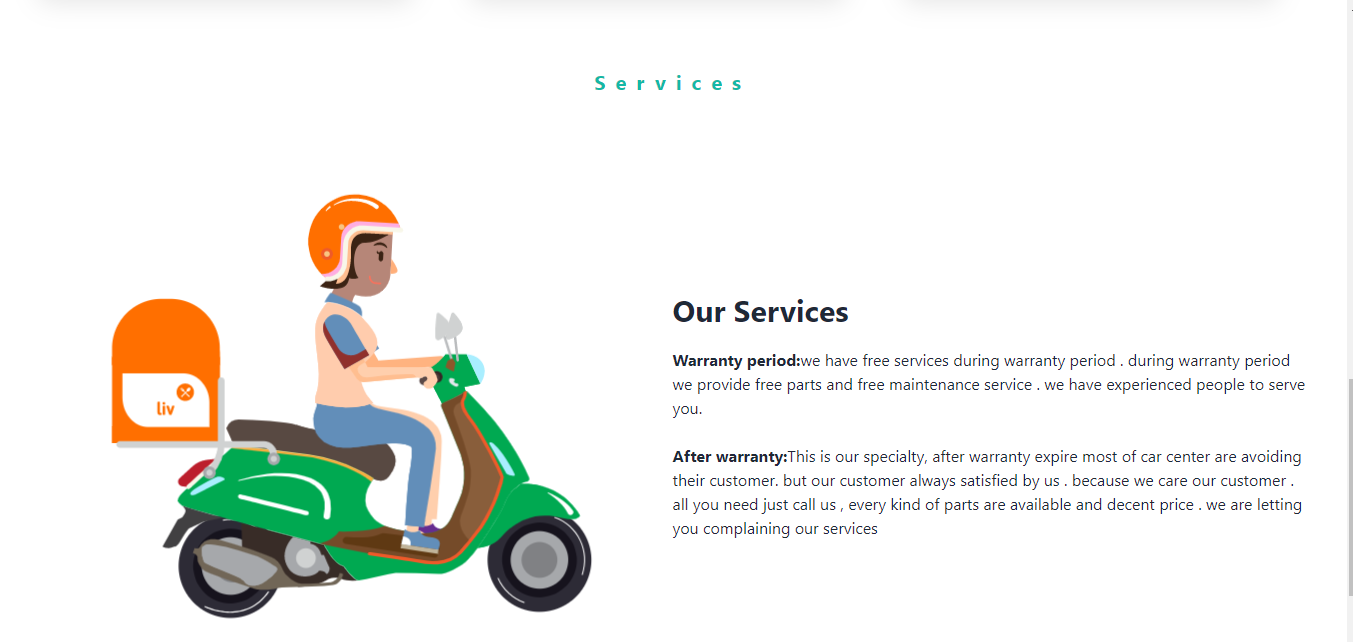 Services
liv
Our Services
Warranty period:we have free services during warranty period . during warranty period
we provide free parts and free maintenance service . we have experienced people to serve
you.
After warranty:This is our specialty, after warranty expire most of car center are avoiding
their customer. but our customer always satisfied by us . because we care our customer .
all you need just call us , every kind of parts are available and decent price . we are letting
you complaining our services